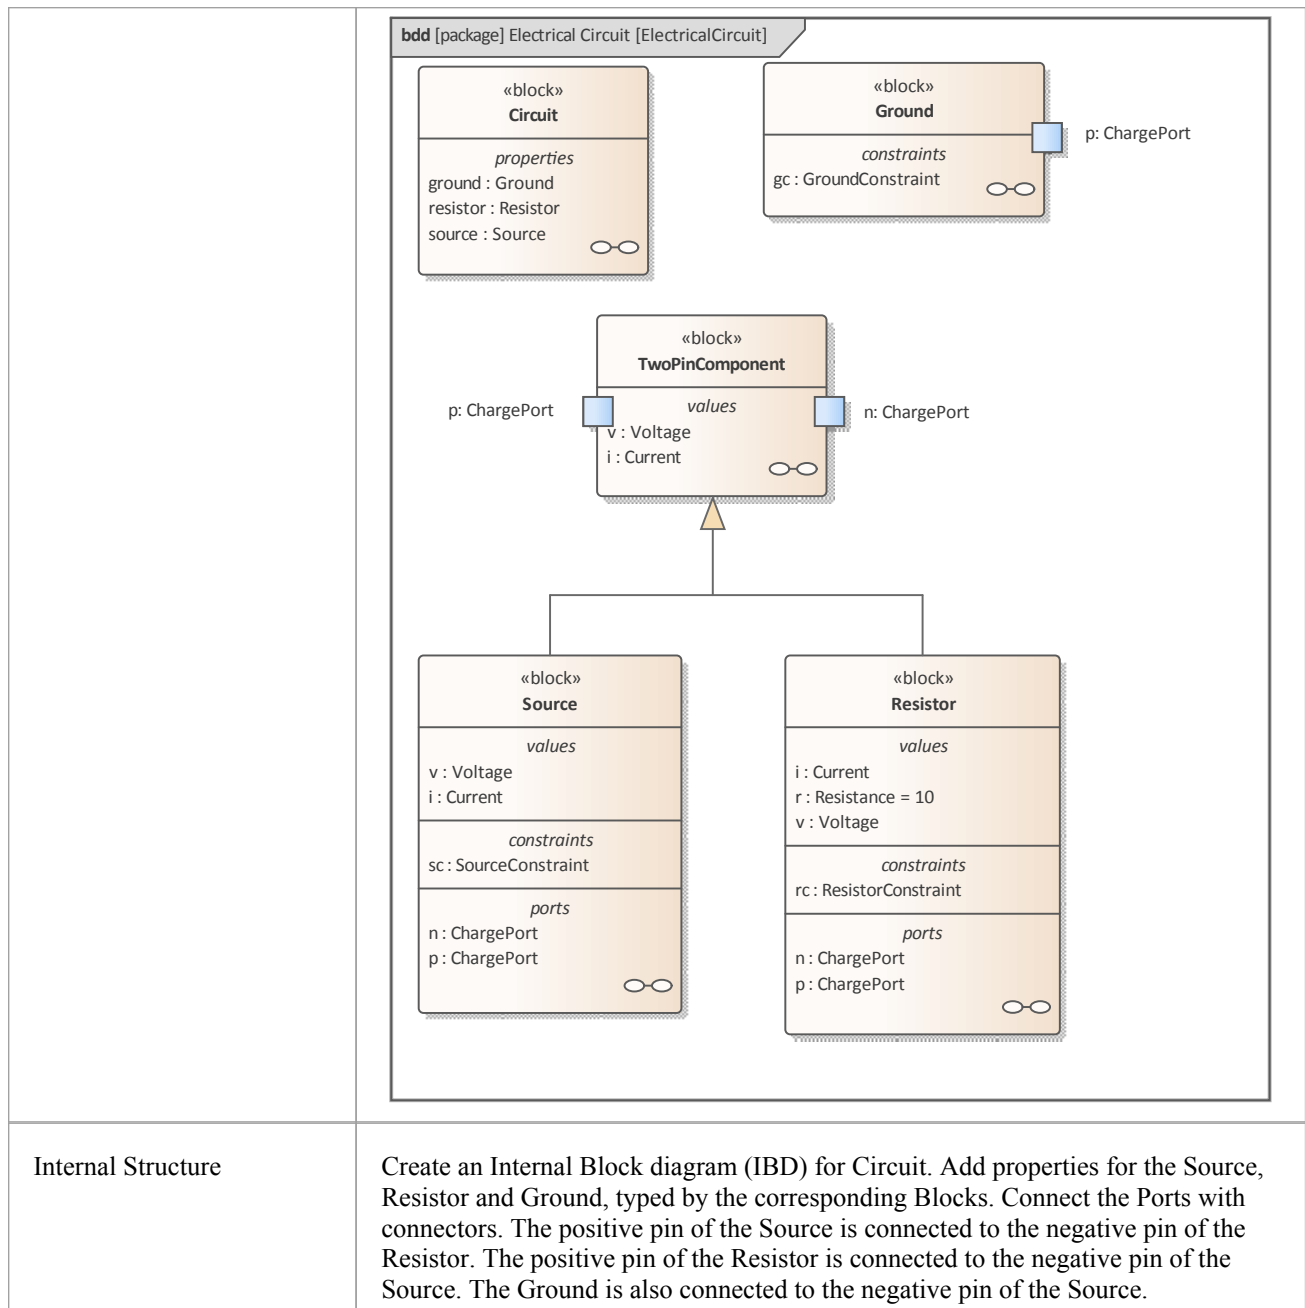 bdd [package] Electrical Circuit [ElectricalCircuit]
«block»
Circuit
properties
ground : Ground
resistor : Resistor
source : Source
«block»
Ground
constraints
gc : GroundConstraint
p: ChargePort
«block»
TwoPinComponent
values
v : Voltage
i : Current
p: ChargePort
n: ChargePort
«block»
Source
values
v : Voltage
i : Current
constraints
sc : SourceConstraint
ports
n : ChargePort
p : ChargePort
«block»
Resistor
values
i : Current
r : Resistance = 10
v : Voltage
constraints
rc : ResistorConstraint
ports
n : ChargePort
p : ChargePort
Internal Structure
Create an Internal Block diagram (IBD) for Circuit. Add properties for the Source,
Resistor and Ground, typed by the corresponding Blocks. Connect the Ports with
connectors. The positive pin of the Source is connected to the negative pin of the
Resistor. The positive pin of the Resistor is connected to the negative pin of the
Source. The Ground is also connected to the negative pin of the Source.